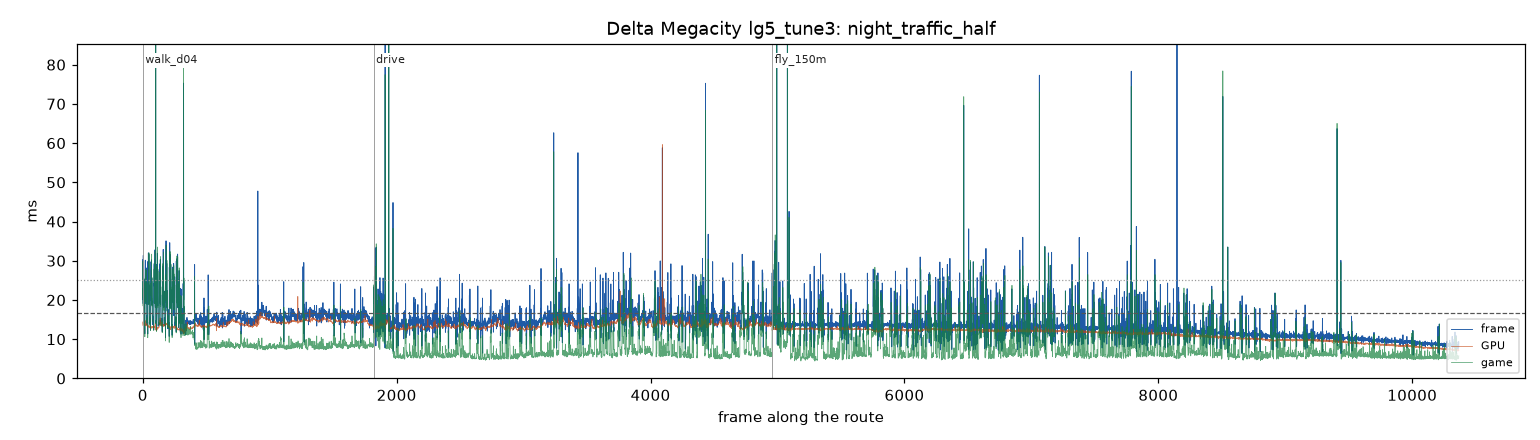 Delta Megacity lg5_tune3: night_traffic_half
walk_d04
drive
fly_150m
80
70
60
50
40
30
20
10
0
ms
frame
GPU
game
0
2000
4000
6000
8000
10000
frame along the route